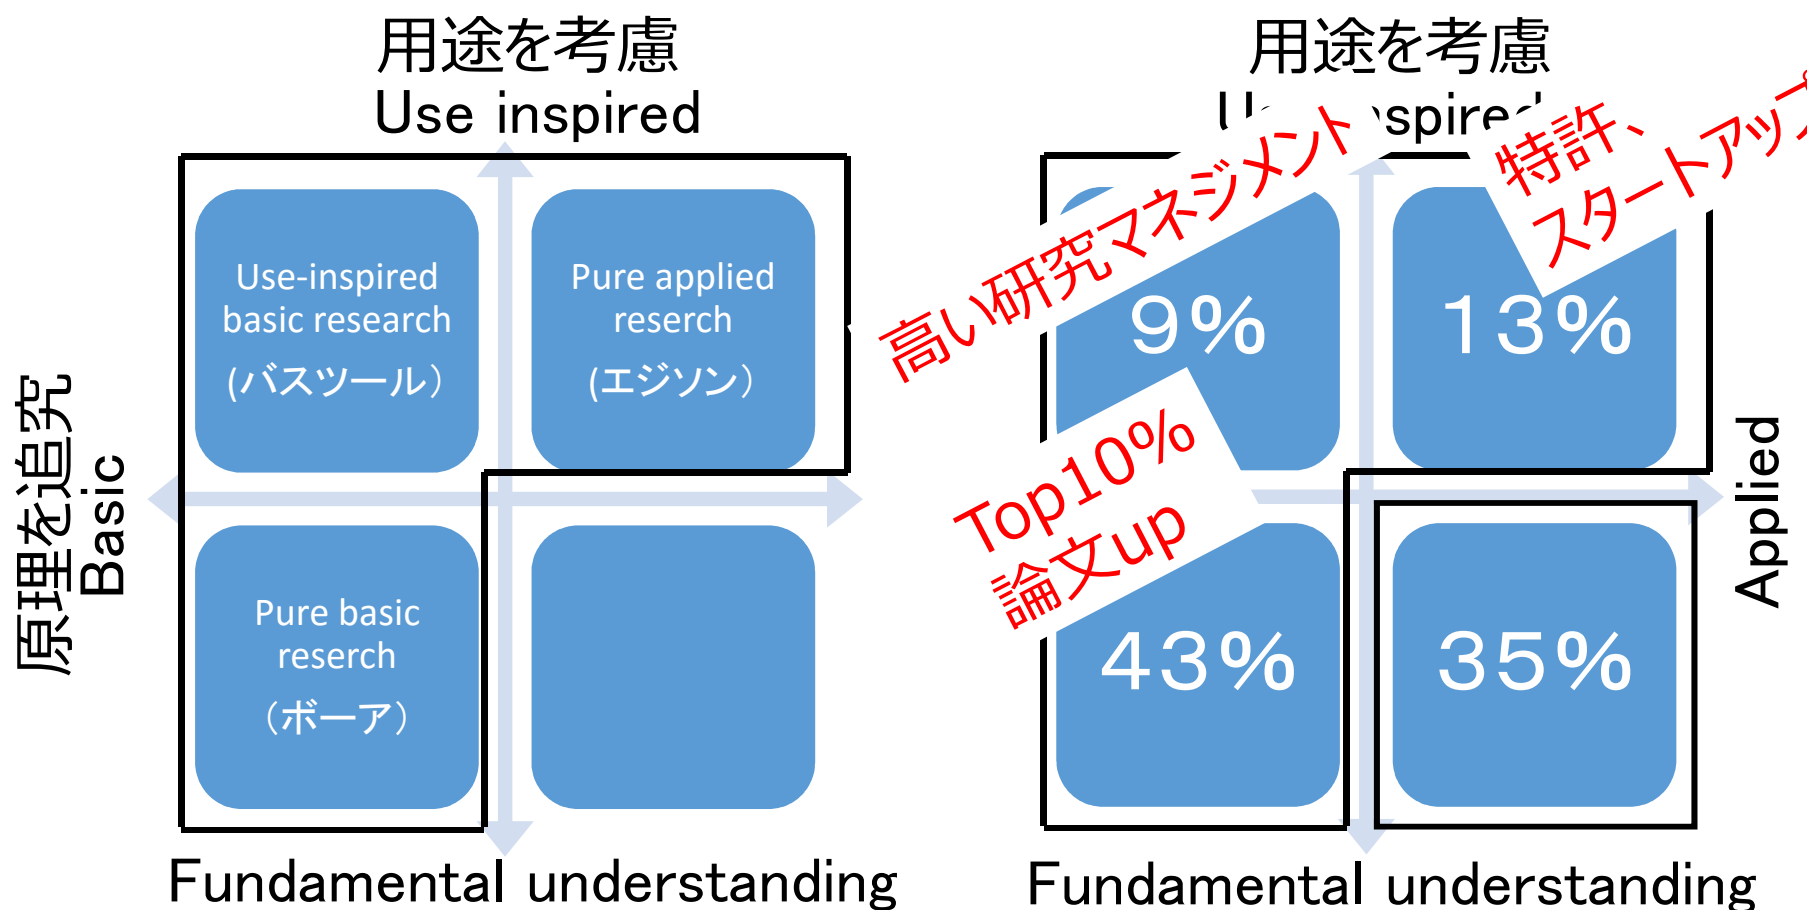 用途を考慮
Use inspired
原理を追究
Basic
Use-inspired
basic research
(バスツール）
Pure applied
reserch
(エジソン）
Pure basic
reserch
（ボーア）
Fundamental understanding
用途を考慮
spire
高い研究マネジメント
特許、
スタートアップ
9%
13%
Top10%
論文up
43%
35%
Applied
Fundamental understanding